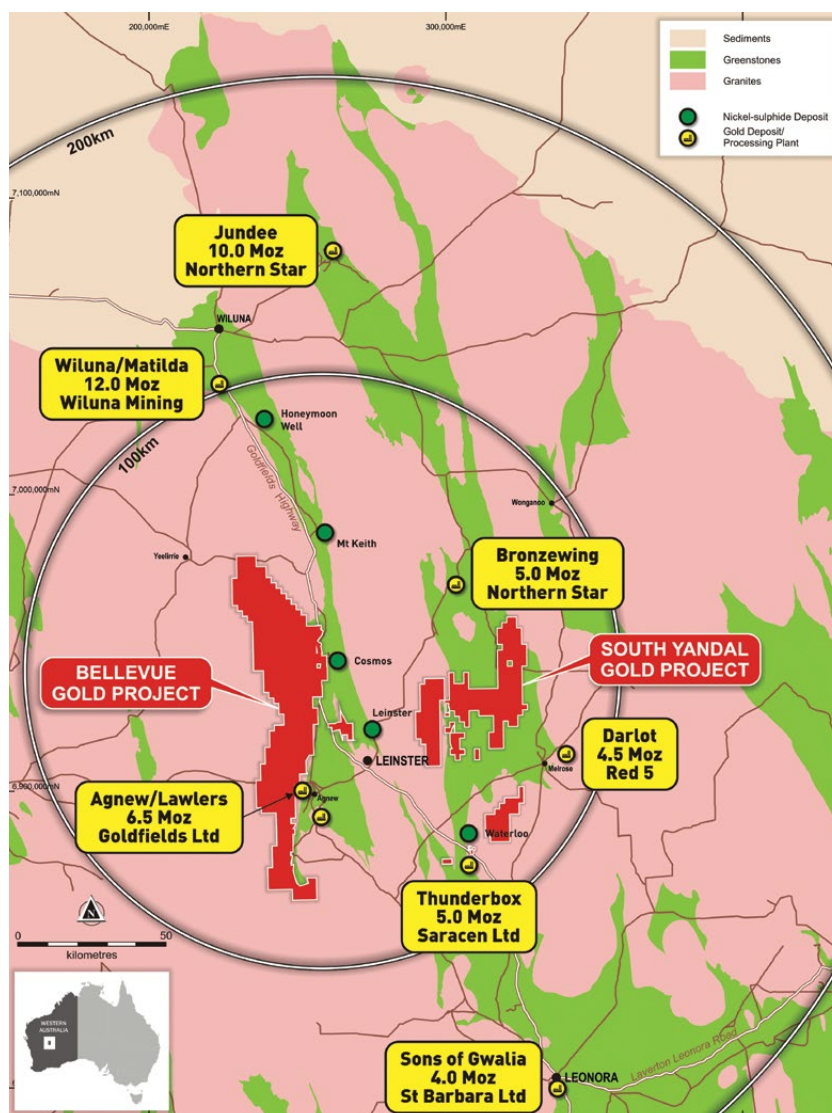 200,000mE
300,000mE
Sediments
Greenstones
Granites
Nickel-sulphide Deposit
Gold Deposit/
Processing Plant
200km
7,100,000mN
Jundee
10.0 Moz
Northern Star
WILUNA
Wiluna/Matilda
12.0 Moz
Wiluna Mining
Honeymoon
Well
100km
Goldfields Highway
7,000,000mN
Wonganoo
Mt Keith
Yeelirrie
Bronzewing
5.0 Moz
Northern Star
BELLEVUE
GOLD PROJECT
Cosmos
SOUTH YANDAL
GOLD PROJECT
Leinster
LEINSTER
Darlot
4.5 Moz
Red 5
Melrose
6,900,000mN
Agnew/Lawlers
6.5 Moz
Goldfields Ltd
Agnew
Waterloo
Thunderbox
5.0 Moz
Saracen Ltd
N
0
50
kilometres
WESTERN
AUSTRALIA
Sons of Gwalia
4.0 Moz
St Barbara Ltd
LEONORA
Laverton Leonora Road